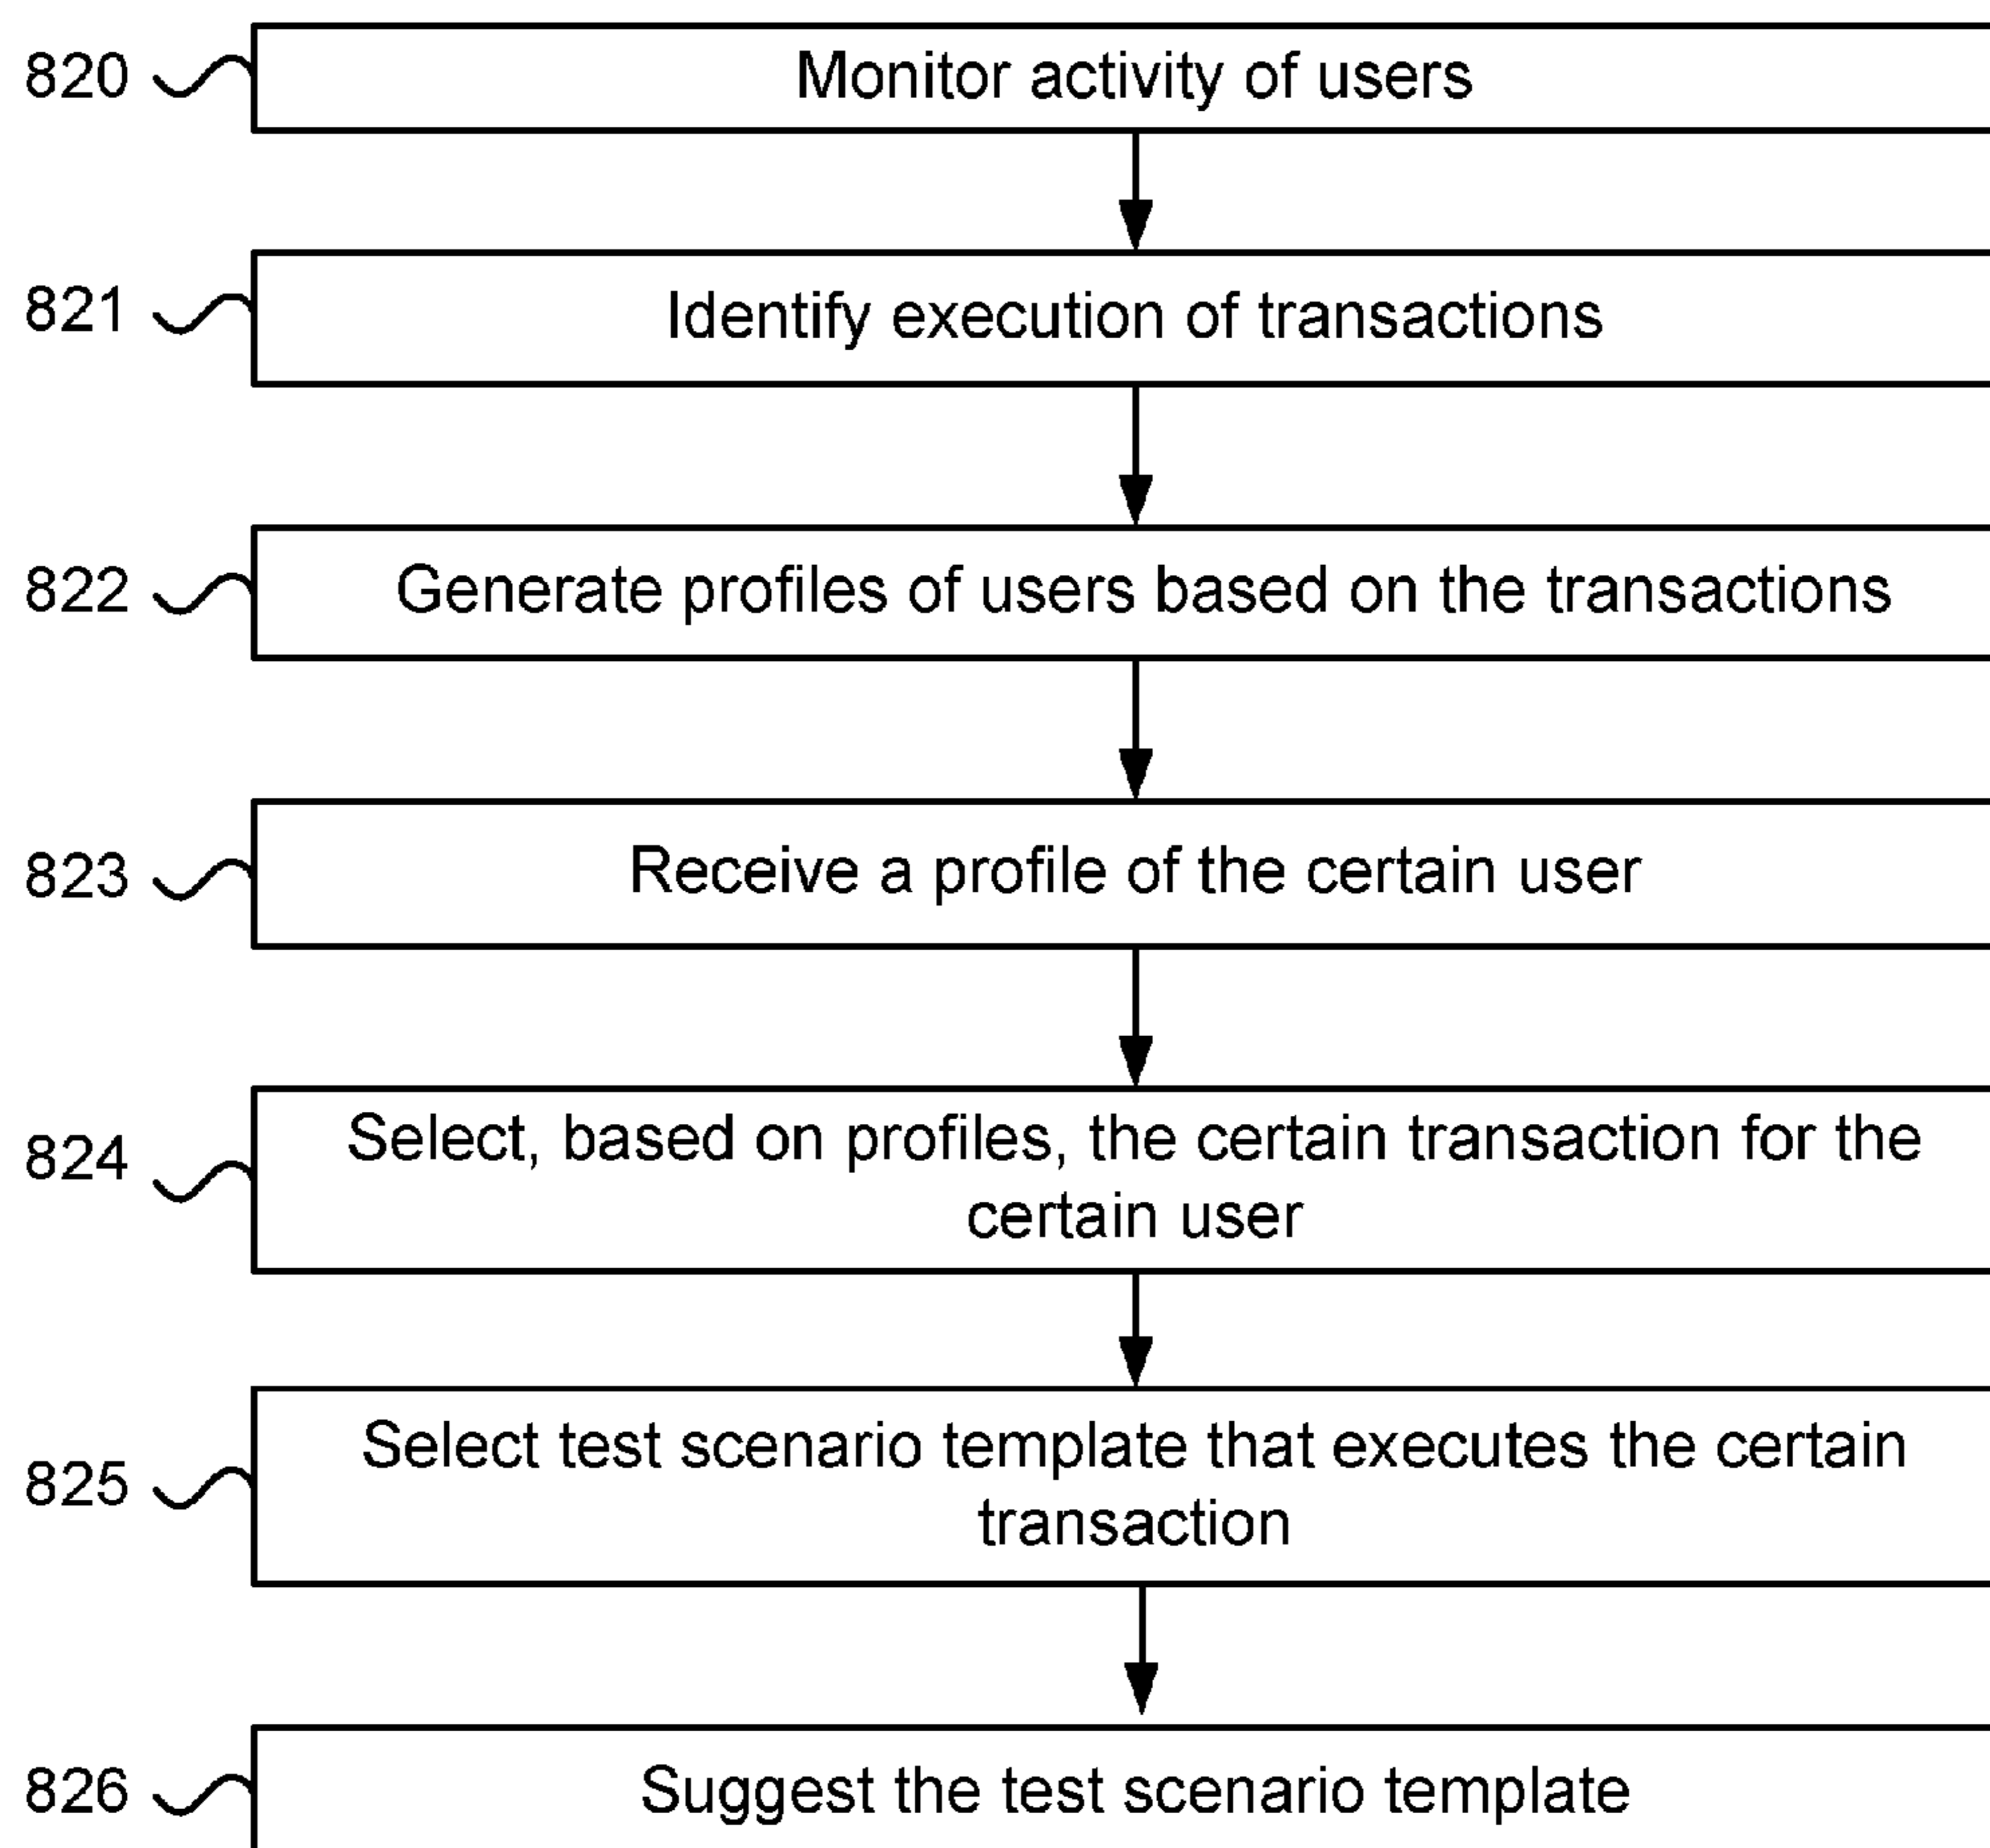 820
Monitor activity of users
821
Identify execution of transactions
822
Generate profiles of users based on the transactions
823
Receive a profile of the certain user
824
Select, based on profiles, the certain transaction for the
certain user
825
Select test scenario template that executes the certain
transaction
826
Suggest the test scenario template